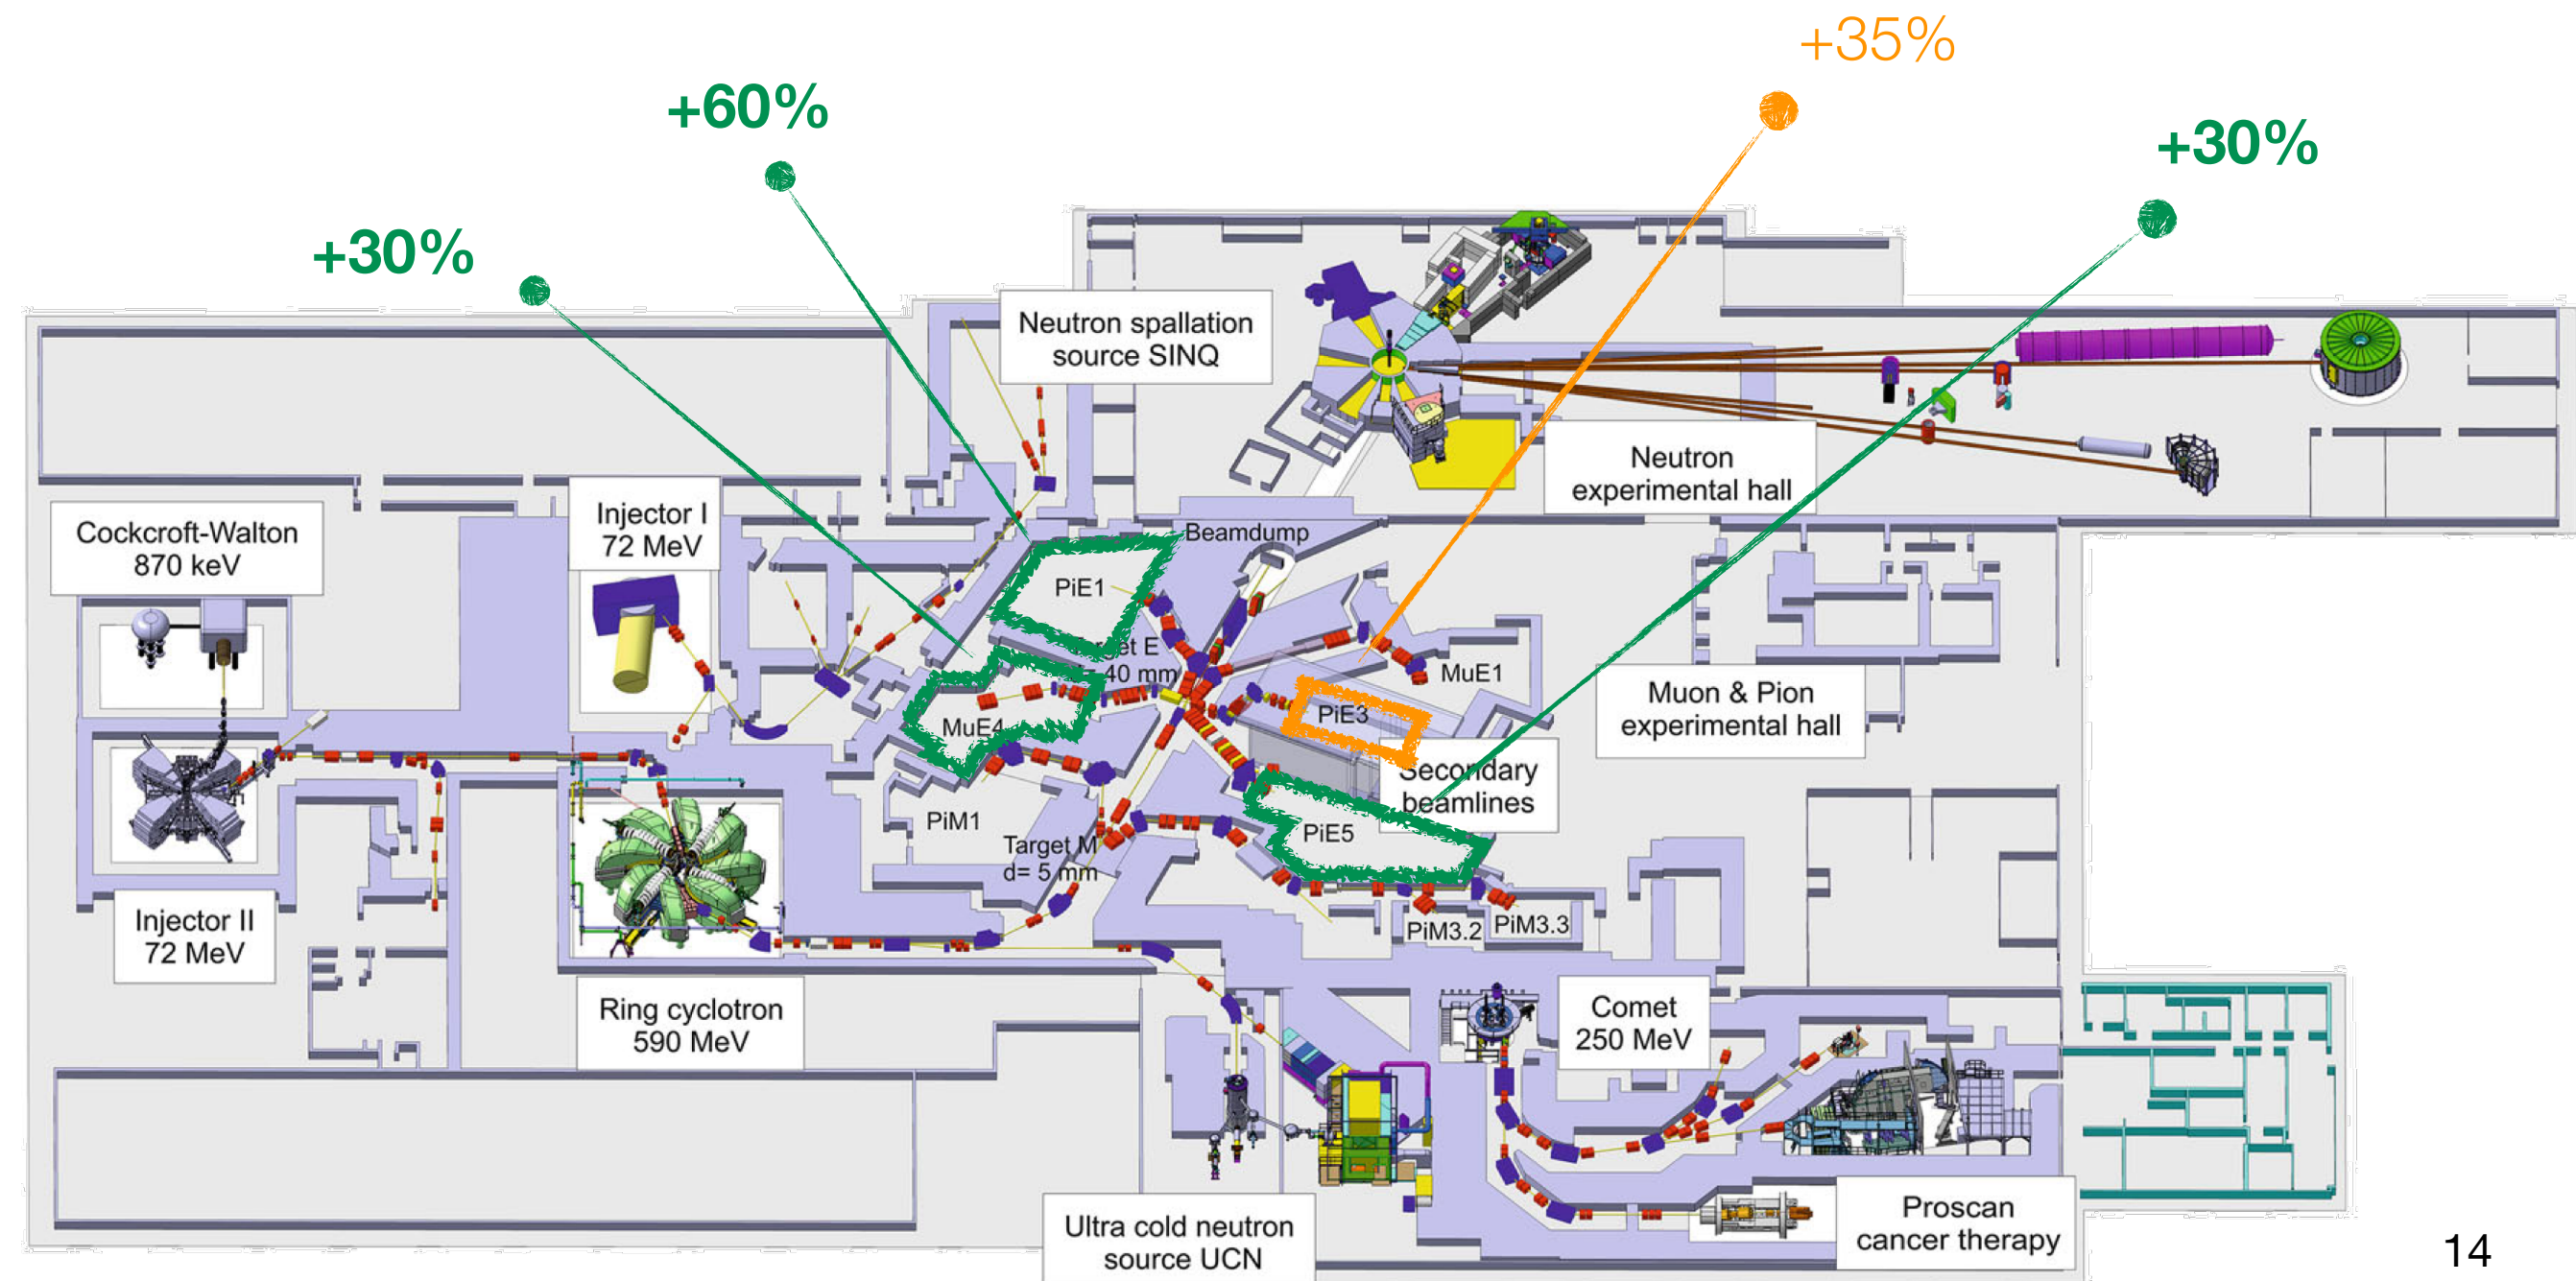 +35%
+60%
+30%
+30%
Neutron spallation
source SINQ
Neutron
experimental hall
Cockcroft-Walton
870 keV
Injector I
72 MeV
Beamdump
PiE1
et E
40 mm
MuE1
MuE4
PiE3
Muon & Pion
experimental hall
Secondary
beamlines
PiM1
PiE5
Target M
d= 5 mm
Injector II
72 MeV
PiM3.2
PiM3.3
Ring cyclotron
590 MeV
Comet
250 MeV
Ultra cold neutron
source UCN
Proscan
cancer therapy
14